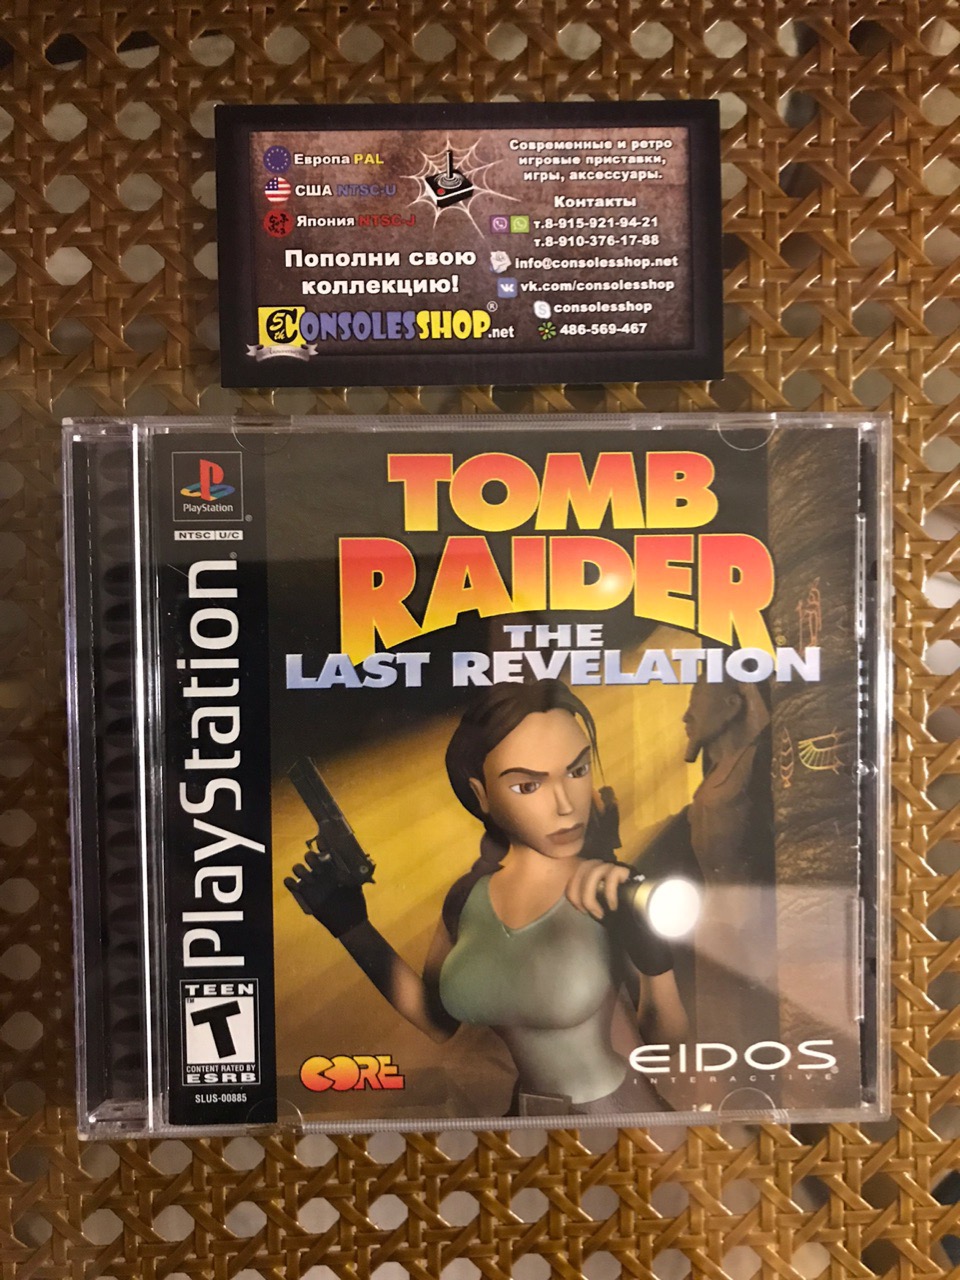 Европа PAL
США NTSC-U
Япония NTSC-J
Пополни свою
коллекцию!
CONSOLESSHOP.net
®
5th
Современные и ретро
игровые приставки,
игры, аксессуары.
Контакты
т.8-915-921-94-21
т.8-910-376-17-88
info@consolesshop.net
vk.com/consolesshop
consolesshop
486-569-467
PlayStation
®
NTSC U/C
PlayStation
®
TEEN
T
™
CONTENT RATED BY
ESRB
SLUS-00885
TOMB
RAIDER
THE
LAST REVELATION
CORE
EIDOS
®
INTERACTIVE